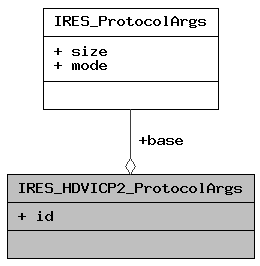 IRES_ProtocolArgs
+ size
+ mode
+base
IRES_HDVICP2_ProtocolArgs
+ id